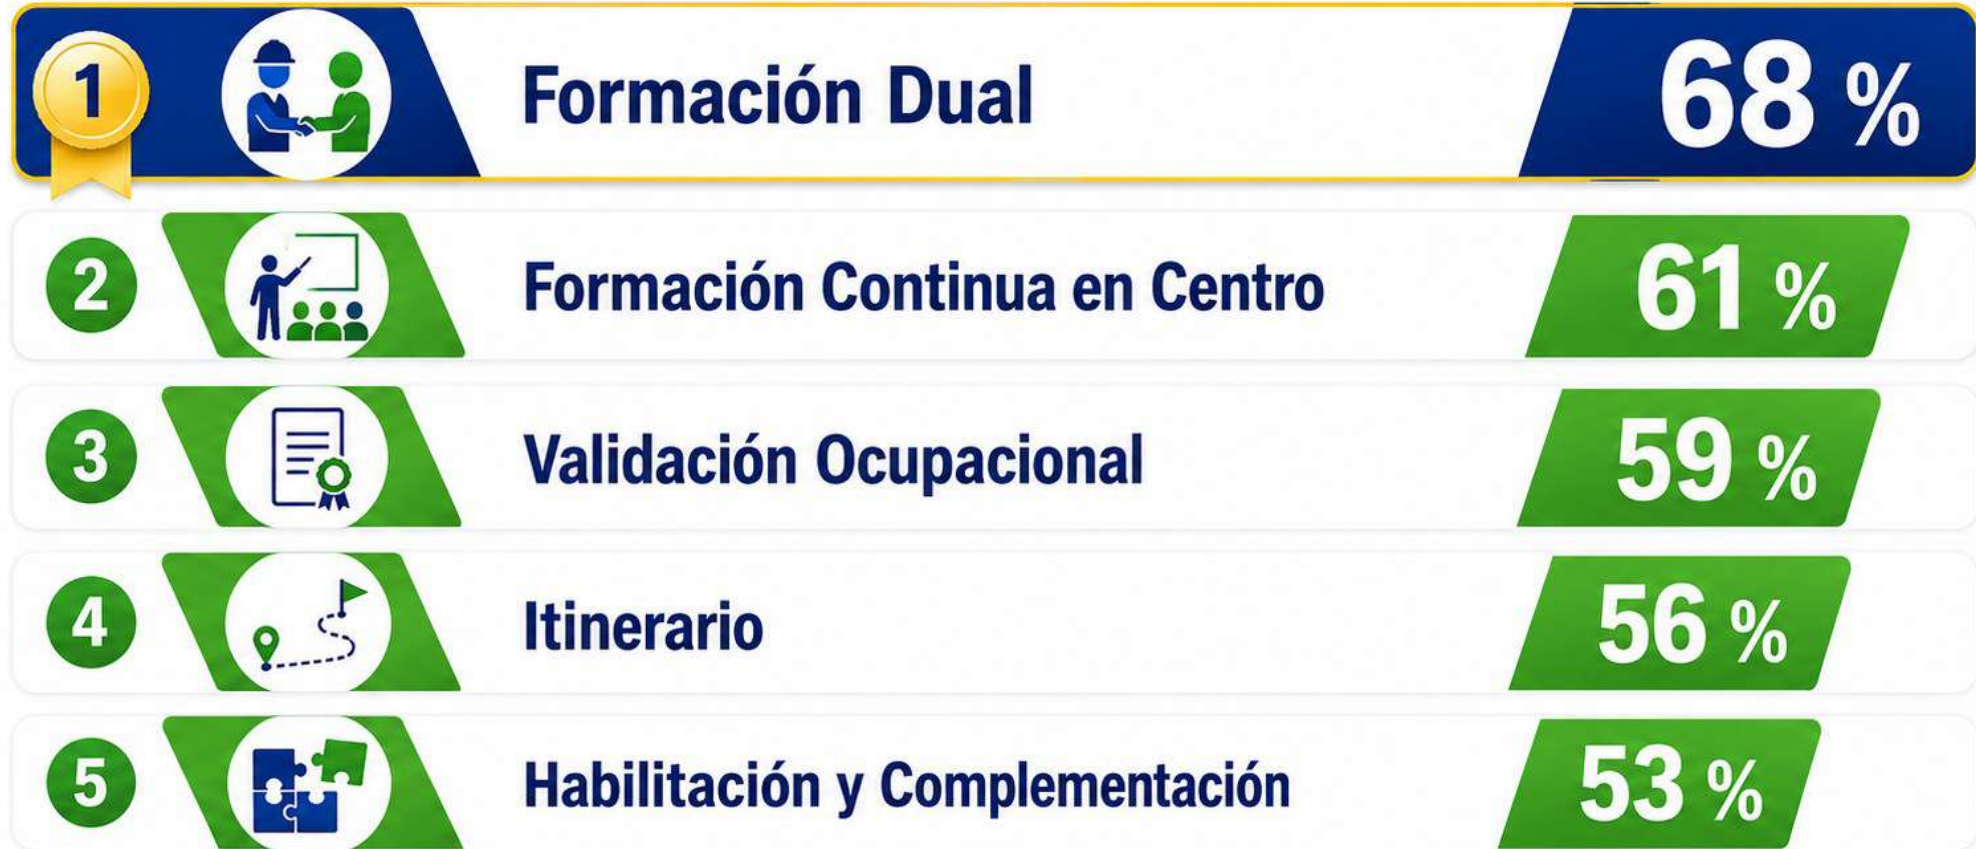 1 Formación Dual 68 %
2 Formación Continua en Centro 61 %
3 Validación Ocupacional 59 %
4 Itinerario 56 %
5 Habilitación y Complementación 53 %